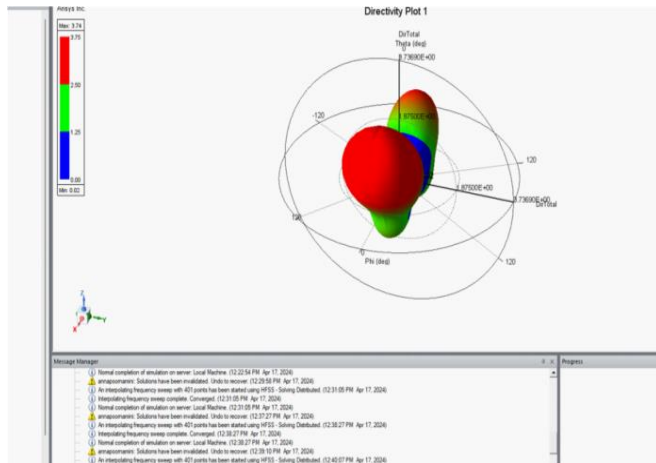 Ansys Inc.
Directivity Plot 1
Max: 3.74
3.75
2.50
1.25
0.00
Min: 0.02
DirTotal
Theta (deg)
0
3.73690E+00
-120
1.87500E+00
120
1.87500E+00
3.73690E+00
DirTotal
120
-0
Phi (deg)
120
Z
Y
X
Message Manager
Progress
Normal completion of simulation on server: Local Machine. (12:22:54 PM Apr 17, 2024)
Solutions have been invalidated. Undo to recover. (12:29:58 PM Apr 17, 2024)
An interpolating frequency sweep with 401 points has been started using HFSS - Solving Distributed. (12:31:05 PM Apr 17, 2024)
Interpolating frequency sweep complete. Converged. (12:31:05 PM Apr 17, 2024)
Normal completion of simulation on server: Local Machine. (12:31:05 PM Apr 17, 2024)
Solutions have been invalidated. Undo to recover. (12:37:27 PM Apr 17, 2024)
An interpolating frequency sweep with 401 points has been started using HFSS - Solving Distributed. (12:38:27 PM Apr 17, 2024)
Interpolating frequency sweep complete. Converged. (12:38:27 PM Apr 17, 2024)
Normal completion of simulation on server: Local Machine. (12:38:27 PM Apr 17, 2024)
Solutions have been invalidated. Undo to recover. (12:39:10 PM Apr 17, 2024)
An interpolating frequency sweep with 401 points has been started using HFSS - Solving Distributed. (12:40:07 PM Apr 17, 2024)